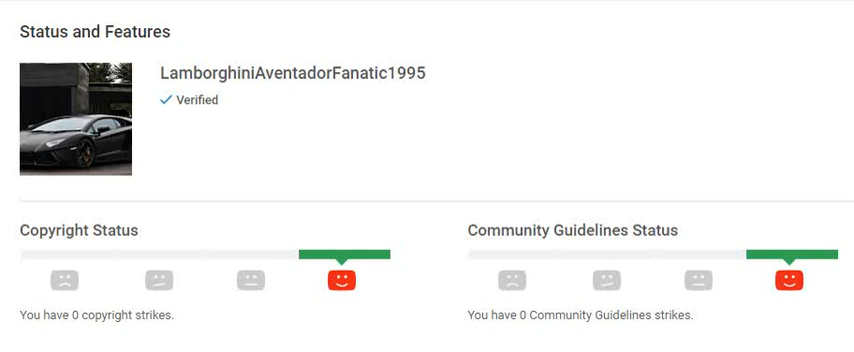 Status and Features
LamborghiniAventadorFanatic1995
Verified
Copyright Status
Community Guidelines Status
You have 0 copyright strikes.
You have 0 Community Guidelines strikes.